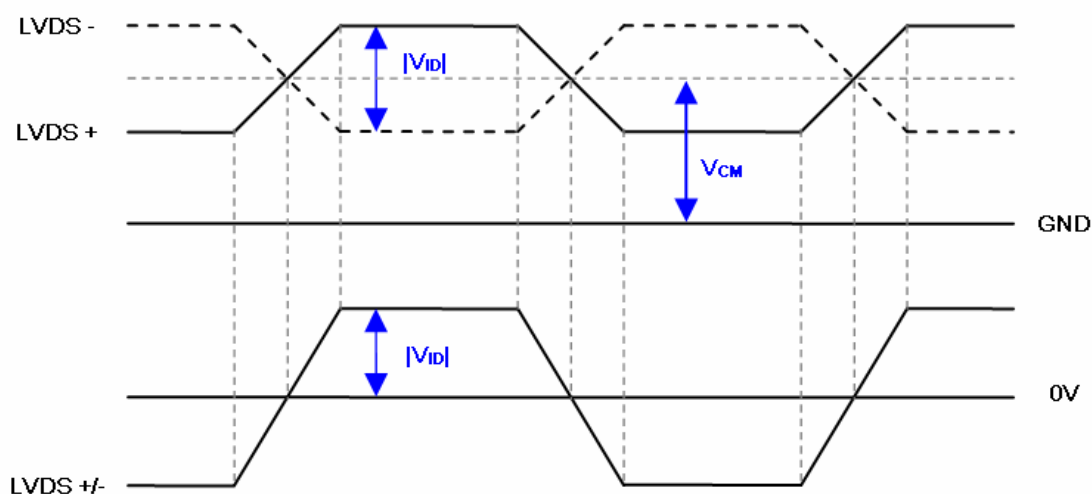 LVDS -
|VID|
LVDS +
VCM
GND
|VID|
0V
LVDS +/-